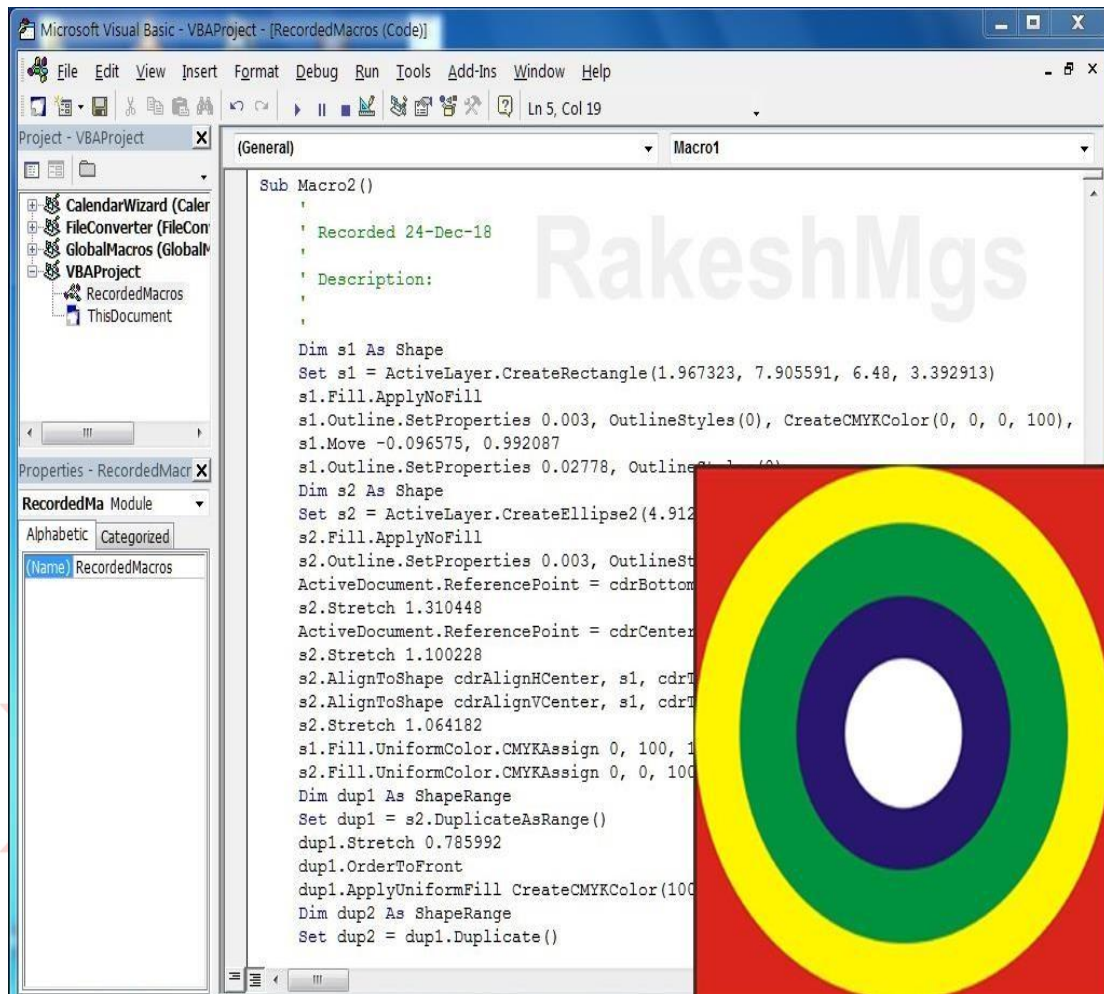 Microsoft Visual Basic - VBAProject - [RecordedMacros (Code)]
File Edit View Insert Format Debug Run Tools Add-Ins Window Help
Ln 5, Col 19
Project - VBAProject
(General) Macro1
CalendarWizard (Caler
FileConverter (FileCon
GlobalMacros (GlobalM
VBAProject
RecordedMacros
ThisDocument
Properties - RecordedMacr
RecordedMa Module
Alphabetic Categorized
(Name) RecordedMacros
RakeshMgs
Sub Macro2()
'
' Recorded 24-Dec-18
'
' Description:
'
'
Dim s1 As Shape
Set s1 = ActiveLayer.CreateRectangle(1.967323, 7.905591, 6.48, 3.392913)
s1.Fill.ApplyNoFill
s1.Outline.SetProperties 0.003, OutlineStyles(0), CreateCMYKColor(0, 0, 0, 100),
s1.Move -0.096575, 0.992087
s1.Outline.SetProperties 0.02778, OutlineStyles(0)
Dim s2 As Shape
Set s2 = ActiveLayer.CreateEllipse2(4.912
s2.Fill.ApplyNoFill
s2.Outline.SetProperties 0.003, OutlineSt
ActiveDocument.ReferencePoint = cdrBottom
s2.Stretch 1.310448
ActiveDocument.ReferencePoint = cdrCenter
s2.Stretch 1.100228
s2.AlignToShape cdrAlignHCenter, s1, cdrT
s2.AlignToShape cdrAlignVCenter, s1, cdrT
s2.Stretch 1.064182
s1.Fill.UniformColor.CMYKAssign 0, 100, 1
s2.Fill.UniformColor.CMYKAssign 0, 0, 100
Dim dup1 As ShapeRange
Set dup1 = s2.DuplicateAsRange()
dup1.Stretch 0.785992
dup1.OrderToFront
dup1.ApplyUniformFill CreateCMYKColor(100
Dim dup2 As ShapeRange
Set dup2 = dup1.Duplicate()